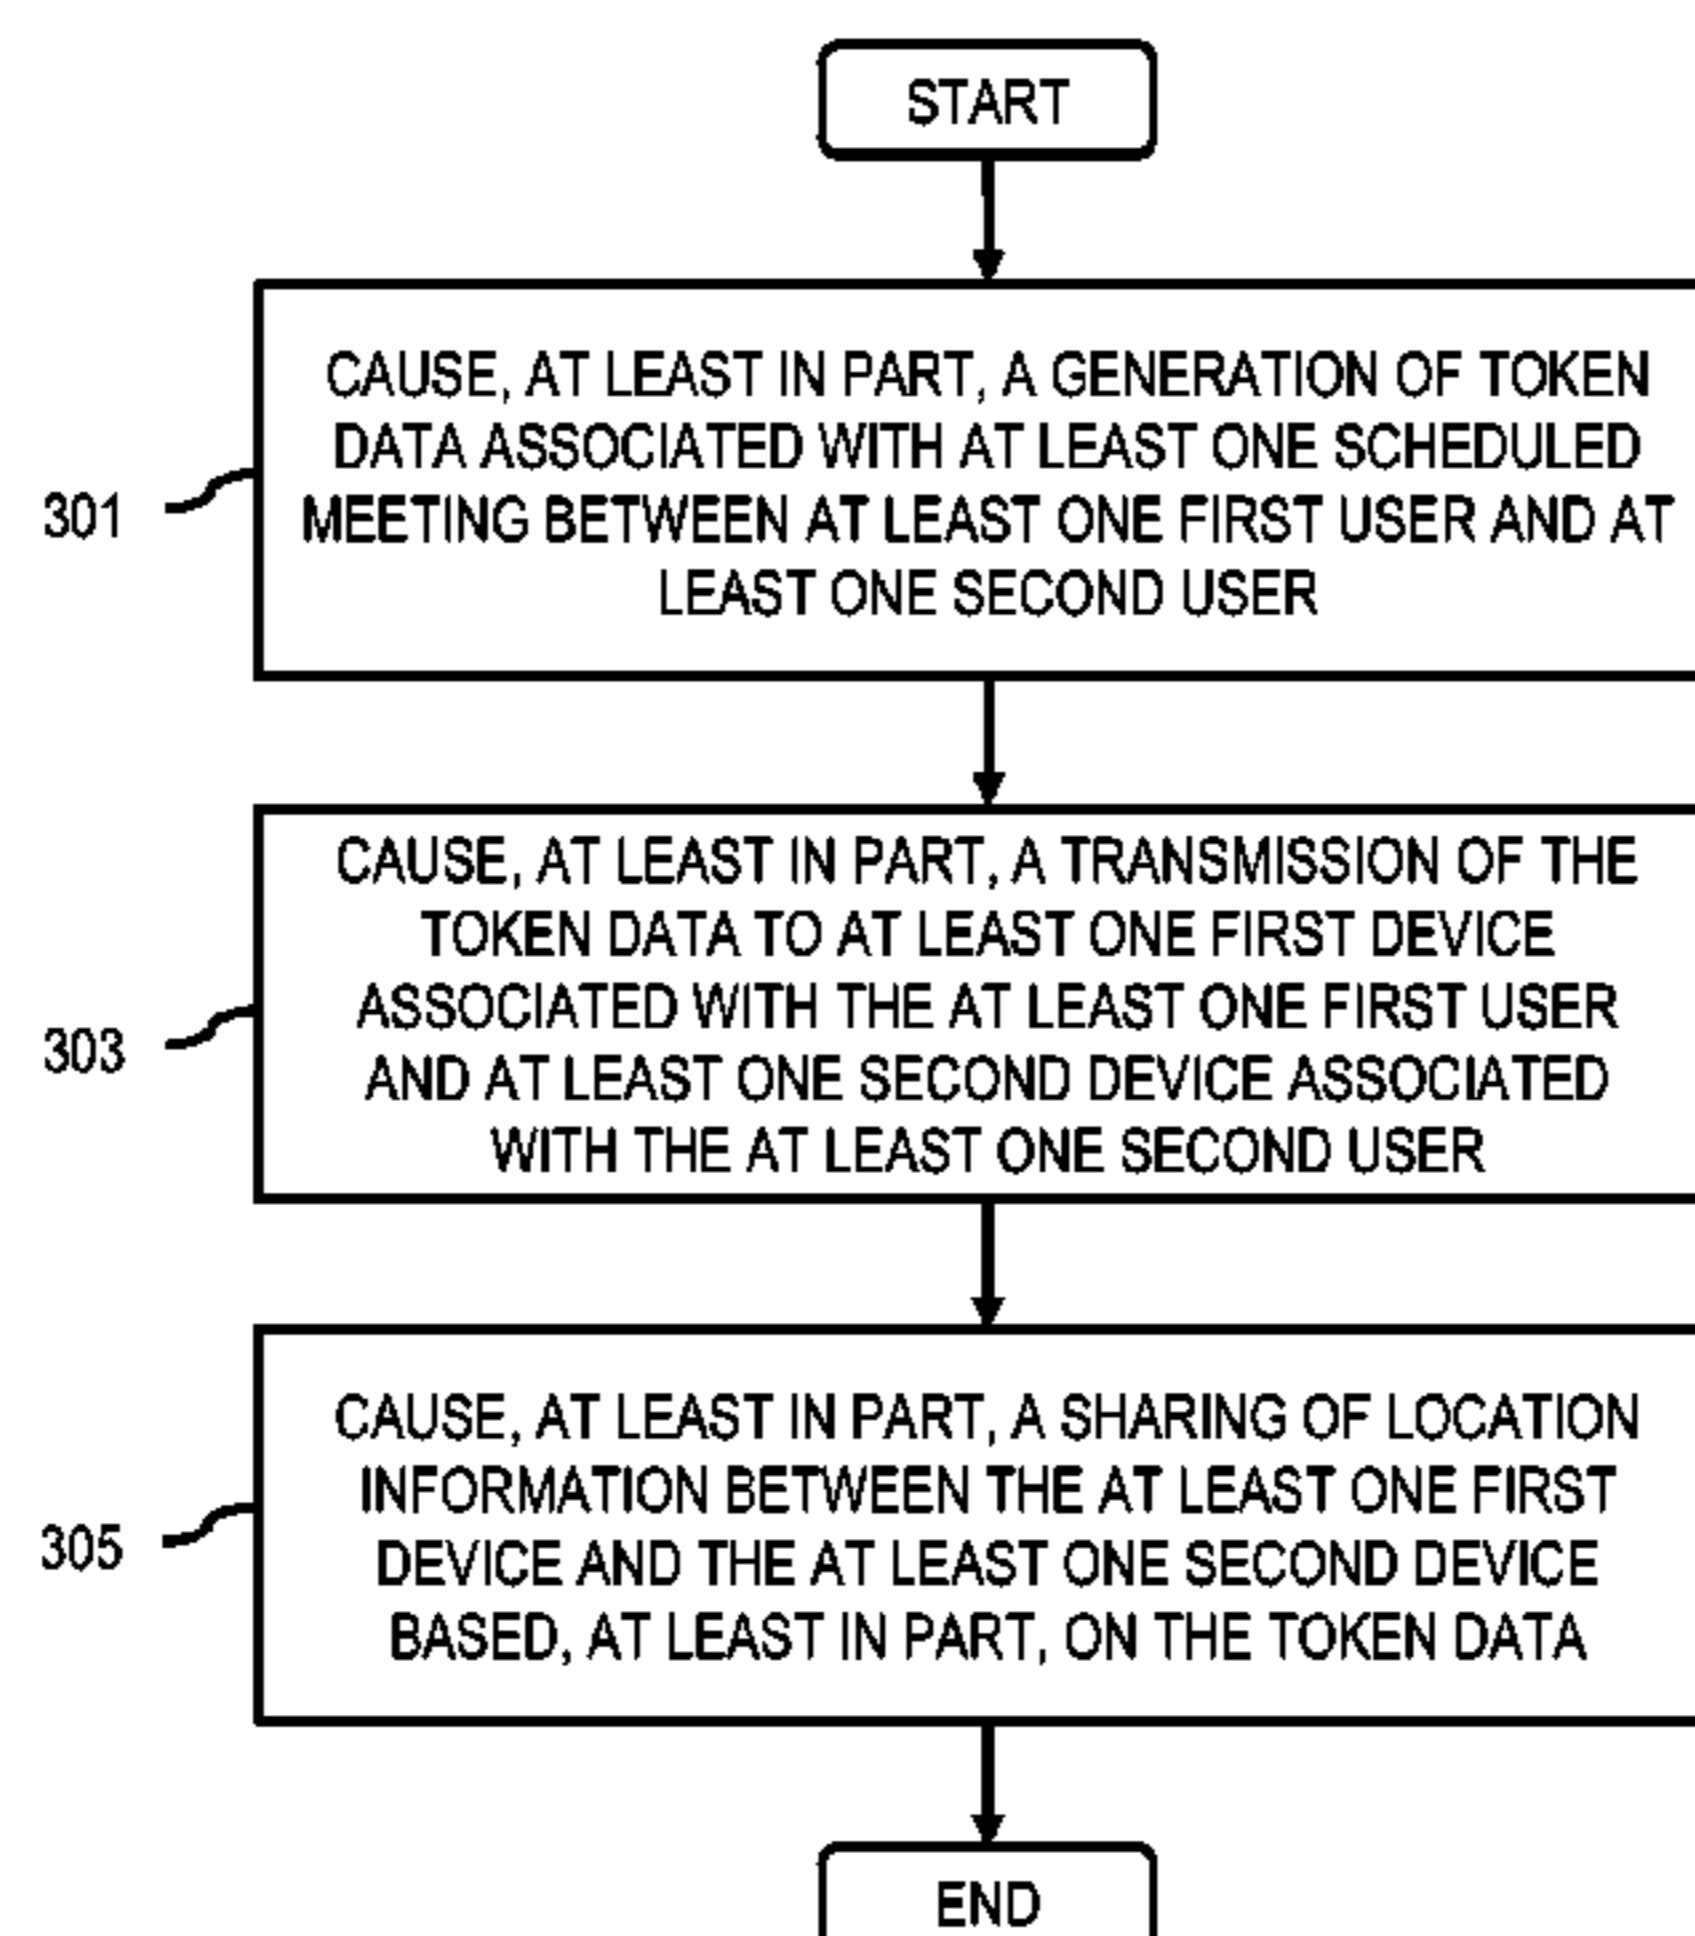 START
CAUSE, AT LEAST IN PART, A GENERATION OF TOKEN
DATA ASSOCIATED WITH AT LEAST ONE SCHEDULED
MEETING BETWEEN AT LEAST ONE FIRST USER AND AT
LEAST ONE SECOND USER
301
CAUSE, AT LEAST IN PART, A TRANSMISSION OF THE
TOKEN DATA TO AT LEAST ONE FIRST DEVICE
ASSOCIATED WITH THE AT LEAST ONE FIRST USER
AND AT LEAST ONE SECOND DEVICE ASSOCIATED
WITH THE AT LEAST ONE SECOND USER
303
CAUSE, AT LEAST IN PART, A SHARING OF LOCATION
INFORMATION BETWEEN THE AT LEAST ONE FIRST
DEVICE AND THE AT LEAST ONE SECOND DEVICE
BASED, AT LEAST IN PART, ON THE TOKEN DATA
305
END